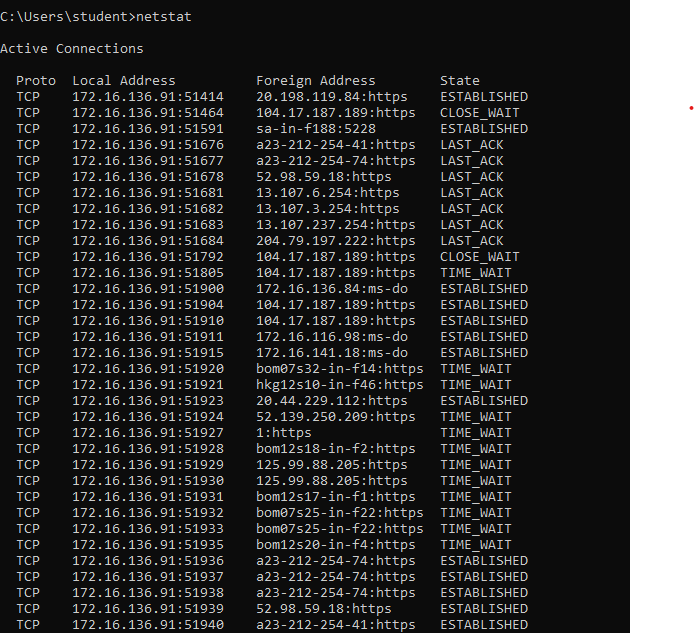 C:\Users\student>netstat
Active Connections
Proto  Local Address          Foreign Address        State
TCP    172.16.136.91:51414    20.198.119.84:https    ESTABLISHED
TCP    172.16.136.91:51464    104.17.187.189:https   CLOSE_WAIT
TCP    172.16.136.91:51591    sa-in-f188:5228        ESTABLISHED
TCP    172.16.136.91:51676    a23-212-254-41:https   LAST_ACK
TCP    172.16.136.91:51677    a23-212-254-74:https   LAST_ACK
TCP    172.16.136.91:51678    52.98.59.18:https      LAST_ACK
TCP    172.16.136.91:51681    13.107.6.254:https     LAST_ACK
TCP    172.16.136.91:51682    13.107.3.254:https     LAST_ACK
TCP    172.16.136.91:51683    13.107.237.254:https   LAST_ACK
TCP    172.16.136.91:51684    204.79.197.222:https   LAST_ACK
TCP    172.16.136.91:51792    104.17.187.189:https   CLOSE_WAIT
TCP    172.16.136.91:51805    104.17.187.189:https   TIME_WAIT
TCP    172.16.136.91:51900    172.16.136.84:ms-do    ESTABLISHED
TCP    172.16.136.91:51904    104.17.187.189:https   ESTABLISHED
TCP    172.16.136.91:51910    104.17.187.189:https   ESTABLISHED
TCP    172.16.136.91:51911    172.16.116.98:ms-do    ESTABLISHED
TCP    172.16.136.91:51915    172.16.141.18:ms-do    ESTABLISHED
TCP    172.16.136.91:51920    bom07s32-in-f14:https  TIME_WAIT
TCP    172.16.136.91:51921    hkg12s10-in-f46:https  TIME_WAIT
TCP    172.16.136.91:51923    20.44.229.112:https    ESTABLISHED
TCP    172.16.136.91:51924    52.139.250.209:https   TIME_WAIT
TCP    172.16.136.91:51927    1:https                TIME_WAIT
TCP    172.16.136.91:51928    bom12s18-in-f2:https   TIME_WAIT
TCP    172.16.136.91:51929    125.99.88.205:https    TIME_WAIT
TCP    172.16.136.91:51930    125.99.88.205:https    TIME_WAIT
TCP    172.16.136.91:51931    bom12s17-in-f1:https   TIME_WAIT
TCP    172.16.136.91:51932    bom07s25-in-f22:https  TIME_WAIT
TCP    172.16.136.91:51933    bom07s25-in-f22:https  TIME_WAIT
TCP    172.16.136.91:51935    bom12s20-in-f4:https   TIME_WAIT
TCP    172.16.136.91:51936    a23-212-254-74:https   ESTABLISHED
TCP    172.16.136.91:51937    a23-212-254-74:https   ESTABLISHED
TCP    172.16.136.91:51938    a23-212-254-74:https   ESTABLISHED
TCP    172.16.136.91:51939    52.98.59.18:https      ESTABLISHED
TCP    172.16.136.91:51940    a23-212-254-41:https   ESTABLISHED